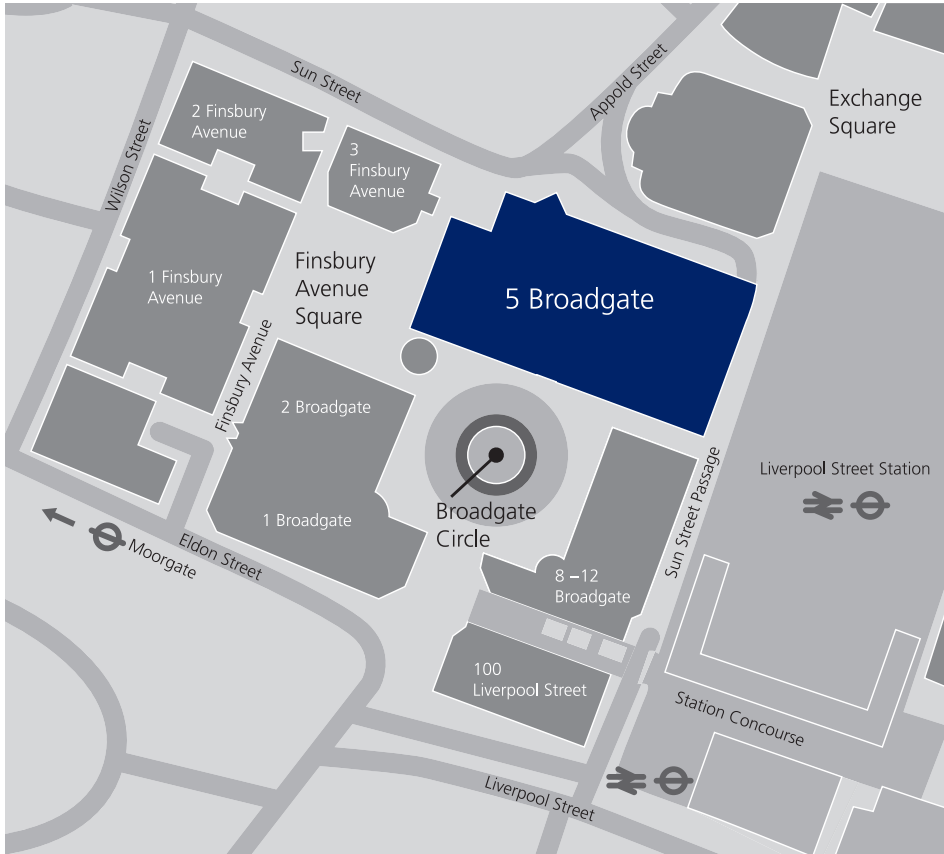 Sun Street
Appold Street
Exchange
Square
2 Finsbury
Avenue
3
Finsbury
Avenue
Wilson Street
1 Finsbury
Avenue
Finsbury
Avenue
Square
5 Broadgate
Finsbury Avenue
2 Broadgate
1 Broadgate
Broadgate
Circle
Sun Street Passage
Liverpool Street Station
Moorgate
Eldon Street
8 –12
Broadgate
100
Liverpool Street
Station Concourse
Liverpool Street